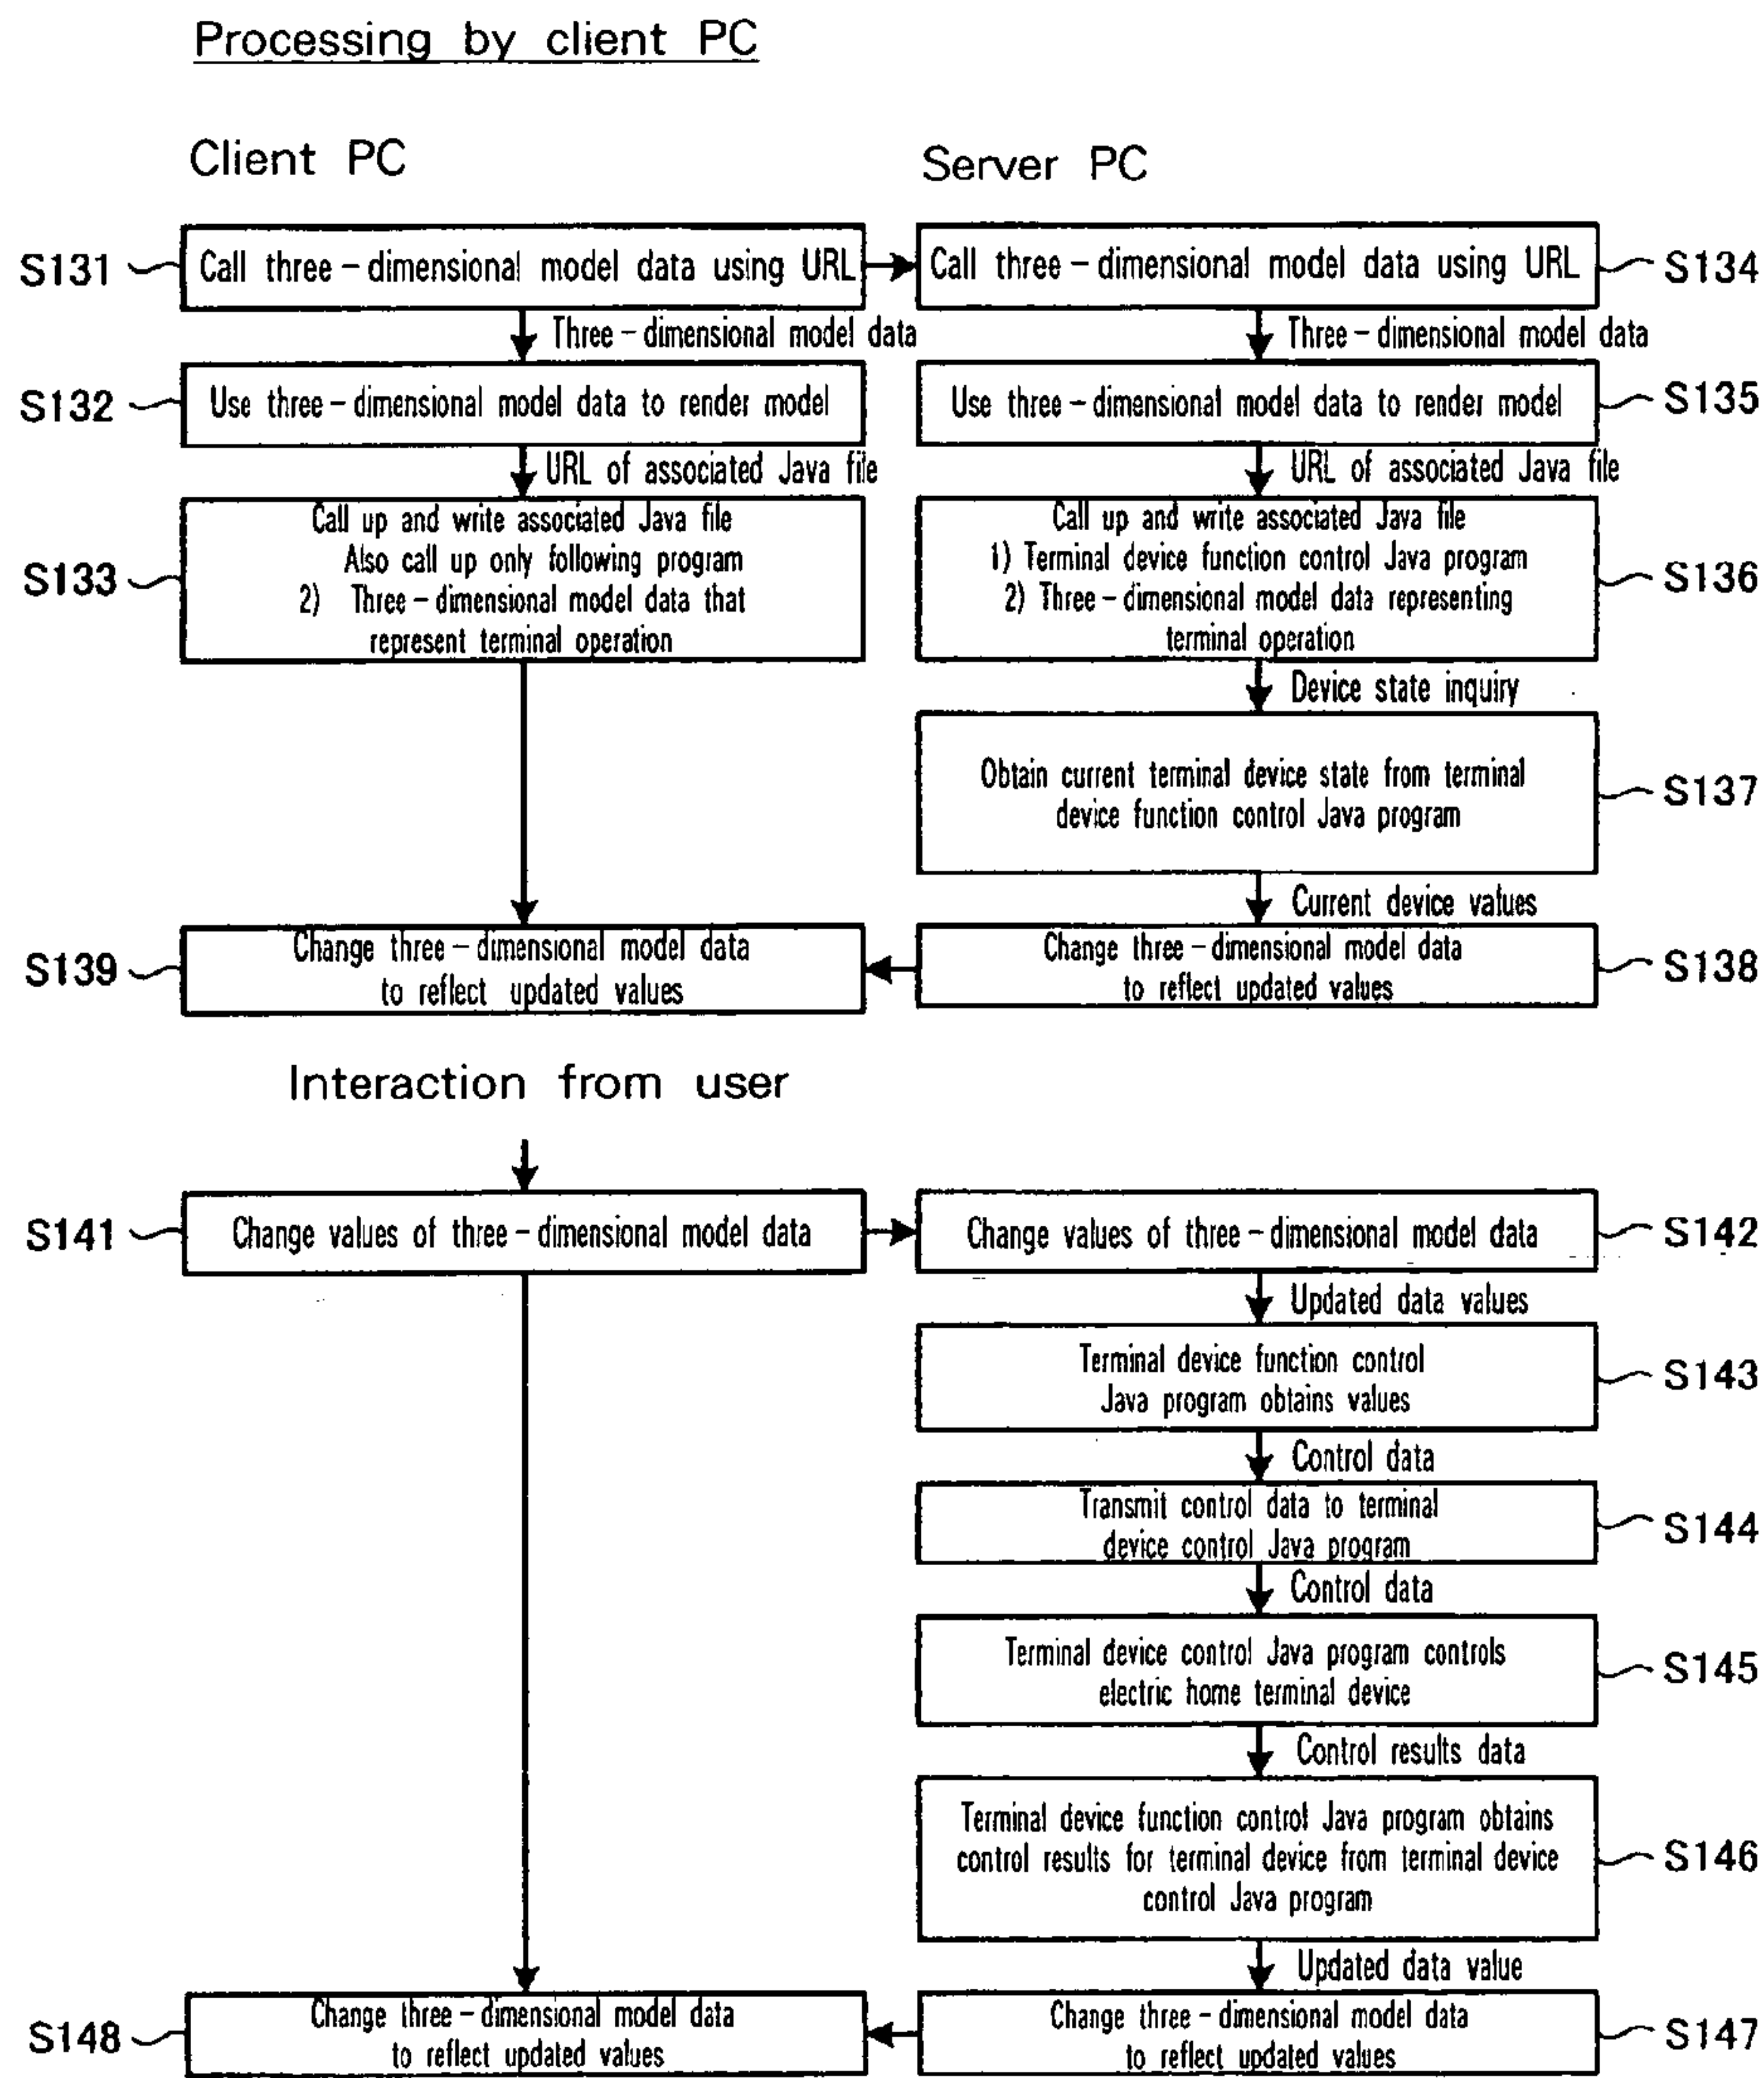 Processing by client PC
Client PC
Server PC
S131
Call three-dimensional model data using URL
Call three-dimensional model data using URL
S134
Three-dimensional model data
Three-dimensional model data
S132
Use three-dimensional model data to render model
Use three-dimensional model data to render model
S135
URL of associated Java file
URL of associated Java file
S133
Call up and write associated Java file
Also call up only following program
2) Three-dimensional model data that
represent terminal operation
Call up and write associated Java file
1) Terminal device function control Java program
2) Three-dimensional model data representing
terminal operation
S136
Device state inquiry
Obtain current terminal device state from terminal
device function control Java program
S137
Current device values
S139
Change three-dimensional model data
to reflect updated values
Change three-dimensional model data
to reflect updated values
S138
Interaction from user
S141
Change values of three-dimensional model data
Change values of three-dimensional model data
S142
Updated data values
Terminal device function control
Java program obtains values
S143
Control data
Transmit control data to terminal
device control Java program
S144
Control data
Terminal device control Java program controls
electric home terminal device
S145
Control results data
Terminal device function control Java program obtains
control results for terminal device from terminal device
control Java program
S146
Updated data value
S148
Change three-dimensional model data
to reflect updated values
Change three-dimensional model data
to reflect updated values
S147